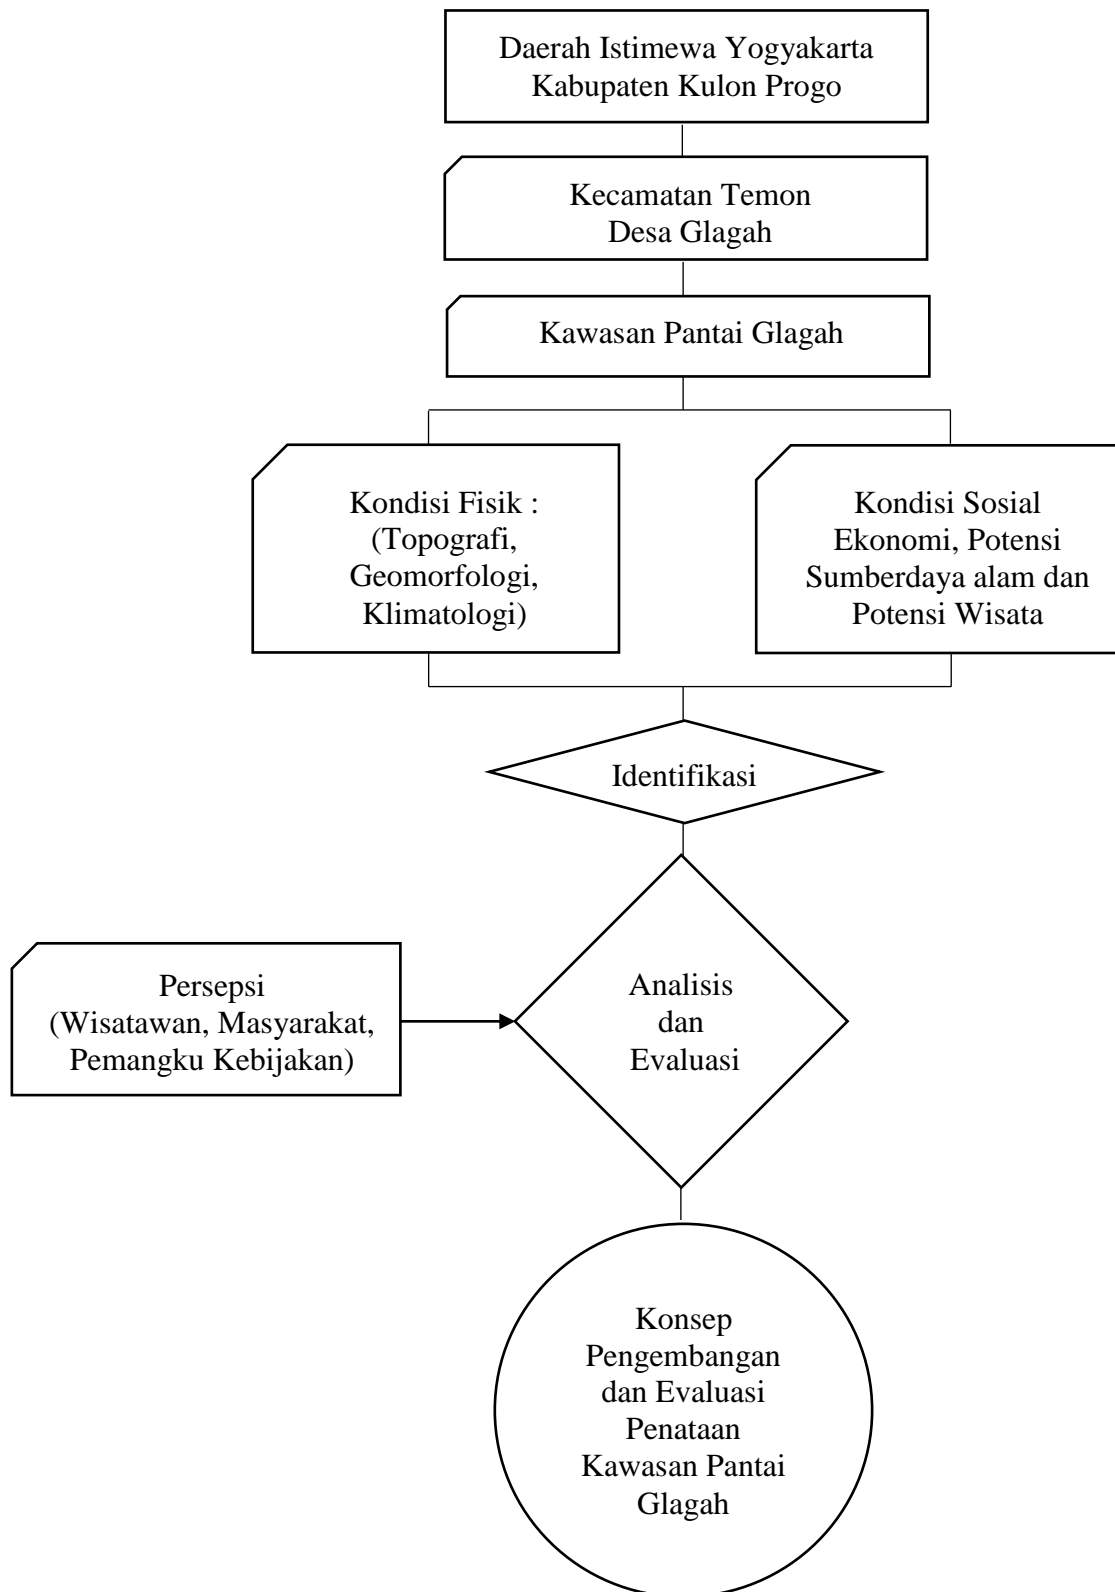 Daerah Istimewa Yogyakarta
Kabupaten Kulon Progo
Kecamatan Temon
Desa Glagah
Kawasan Pantai Glagah
Kondisi Fisik :
(Topografi,
Geomorfologi,
Klimatologi)
Kondisi Sosial
Ekonomi, Potensi
Sumberdaya alam dan
Potensi Wisata
Identifikasi
Persepsi
(Wisatawan, Masyarakat,
Pemangku Kebijakan)
Analisis
dan
Evaluasi
Konsep
Pengembangan
dan Evaluasi
Penataan
Kawasan Pantai
Glagah